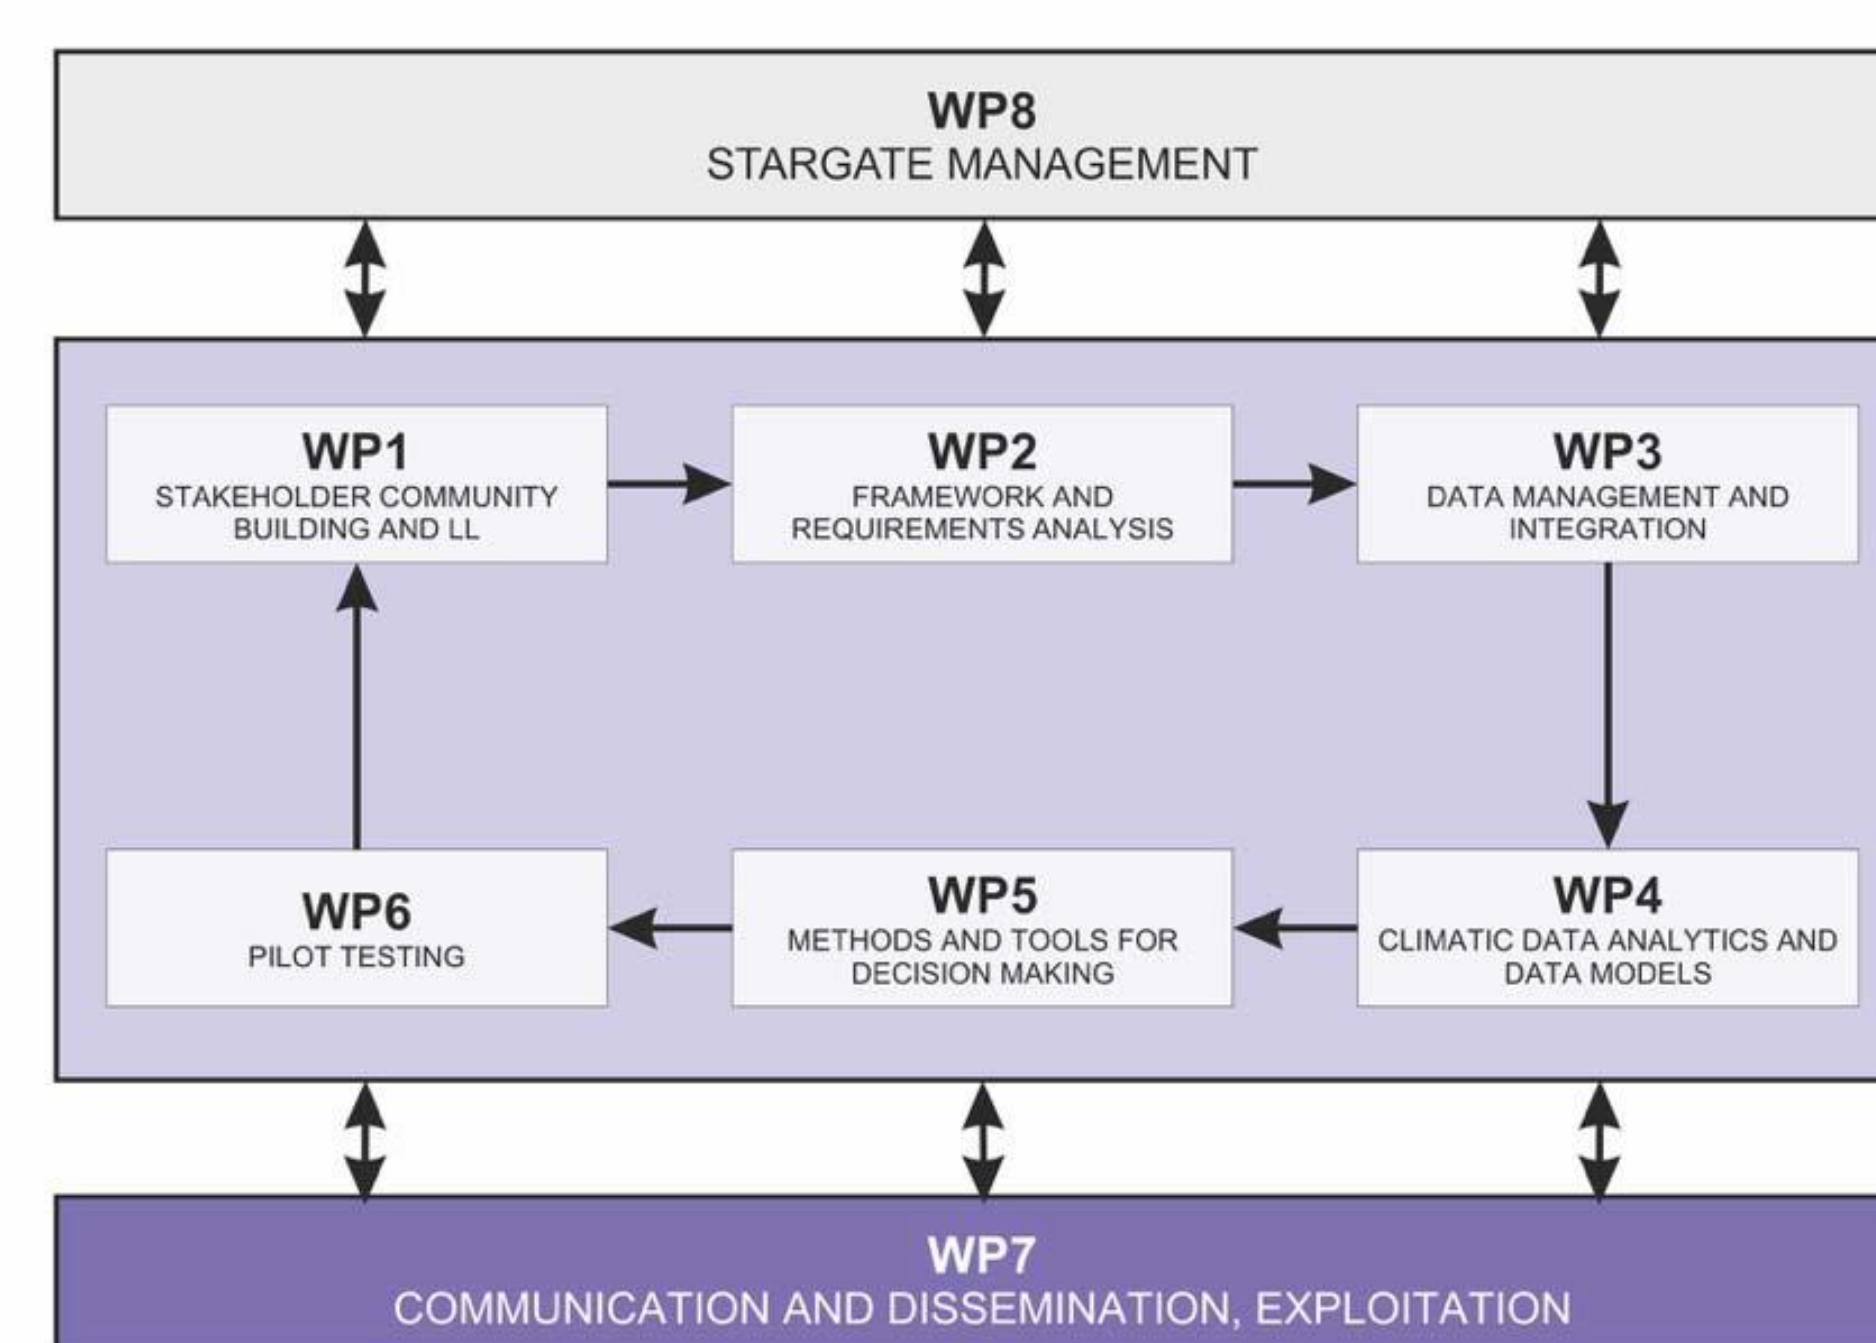 WP8
STARGATE MANAGEMENT
WP1
STAKEHOLDER COMMUNITY
BUILDING AND LL
WP2
FRAMEWORK AND
REQUIREMENTS ANALYSIS
WP3
DATA MANAGEMENT AND
INTEGRATION
WP6
PILOT TESTING
WP5
METHODS AND TOOLS FOR
DECISION MAKING
WP4
CLIMATIC DATA ANALYTICS AND
DATA MODELS
WP7
COMMUNICATION AND DISSEMINATION, EXPLOITATION